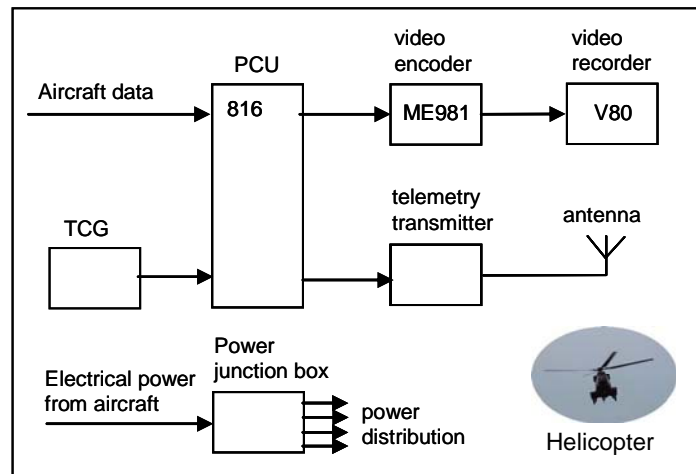 PCU
video
encoder
video
recorder
Aircraft data
816
ME981
V80
TCG
telemetry
transmitter
antenna
Power
junction box
Electrical power
from aircraft
power
distribution
Helicopter